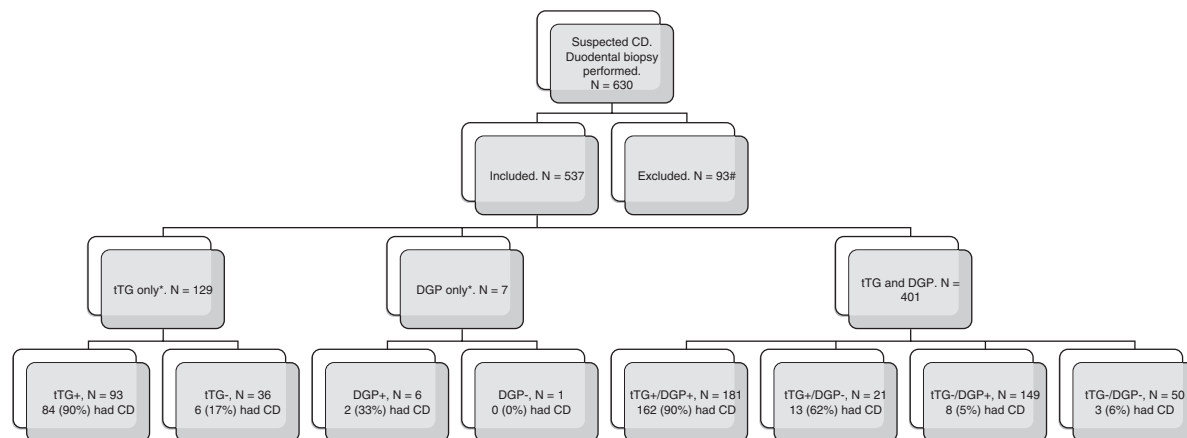 Suspected CD.
Duodental biopsy
performed.
N = 630
Included. N = 537
Excluded. N = 93#
tTG only*. N = 129
DGP only*. N = 7
tTG and DGP. N =
401
tTG+, N = 93
84 (90%) had CD
tTG-, N = 36
6 (17%) had CD
DGP+, N = 6
2 (33%) had CD
DGP-, N = 1
0 (0%) had CD
tTG+/DGP+, N = 181
162 (90%) had CD
tTG+/DGP-, N = 21
13 (62%) had CD
tTG-/DGP+, N = 149
8 (5%) had CD
tTG-/DGP-, N = 50
3 (6%) had CD